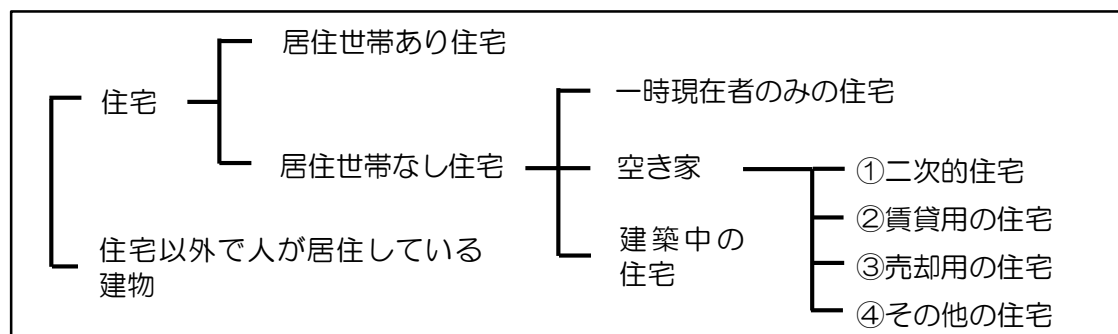 居住世帯あり住宅
住宅
一時現在者のみの住宅
居住世帯なし住宅
空き家
①二次的住宅
②賃貸用の住宅
住宅以外で人が居住している
建物
建築中の
住宅
③売却用の住宅
④その他の住宅